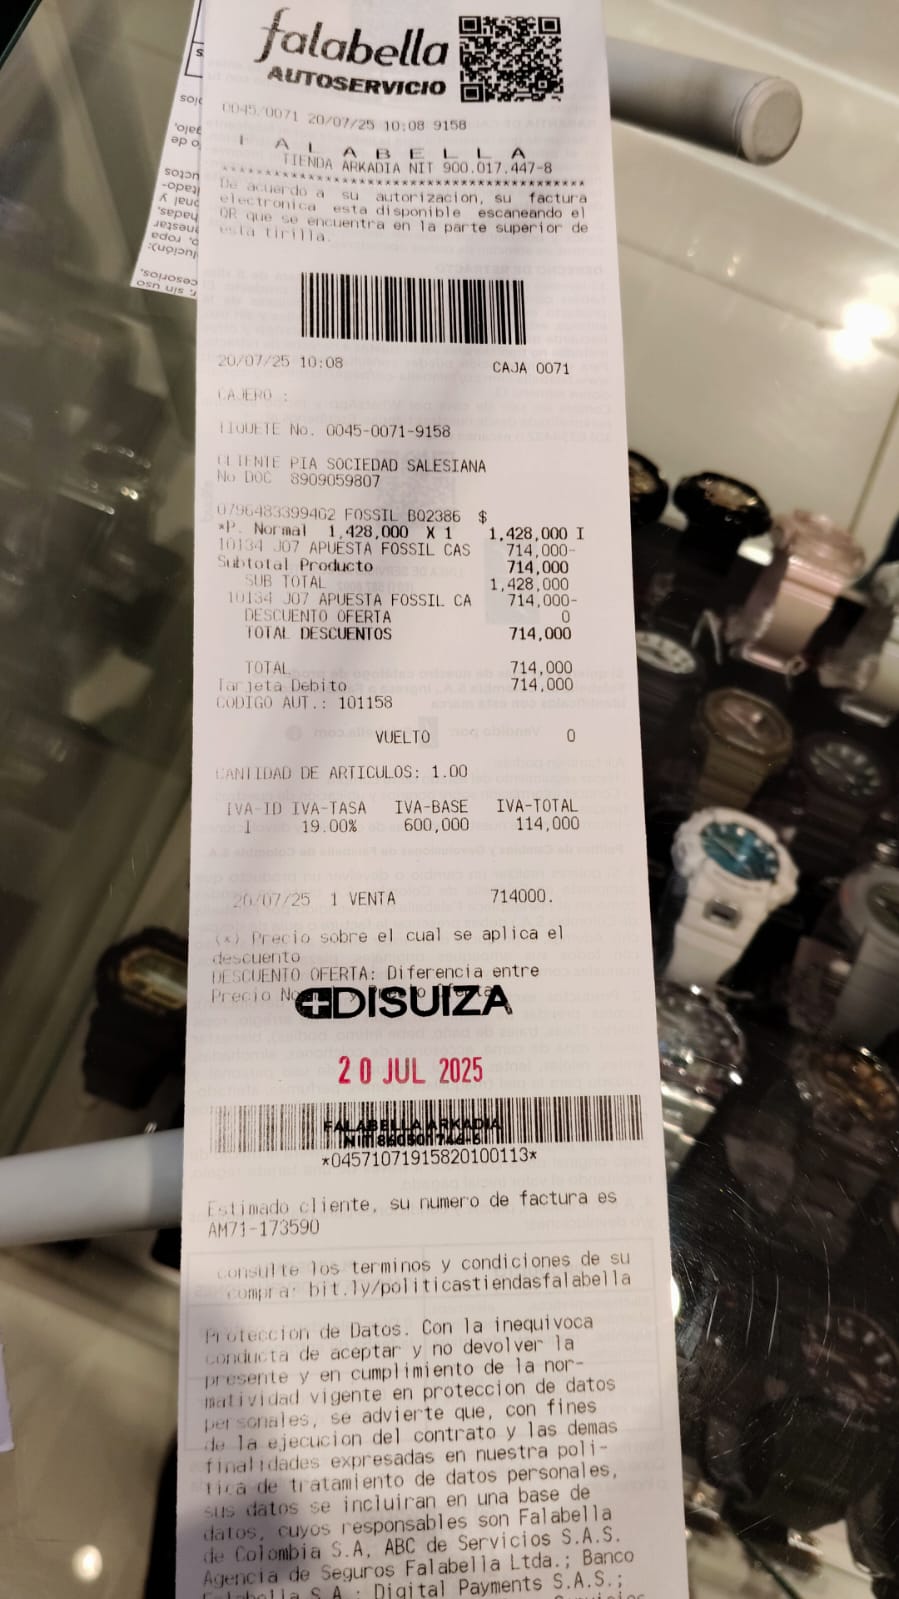 falabella
AUTOSERVICIO
0045/0071 20/07/25 10:08 9158
F A L A B E L L A
TIENDA ARKADIA NIT 900.017.447-8
************************************
De acuerdo a su autorizacion, su factura
electronica esta disponible escaneando el
QR que se encuentra en la parte superior de
esta tirilla.
20/07/25 10:08 CAJA 0071
CAJERO :
TIQUETE No. 0045-0071-9158
CLIENTE PIA SOCIEDAD SALESIANA
No DOC 8909059807
0796483399402 FOSSIL BQ2386 $
*P. Normal 1,428,000 X 1 1,428,000 I
10134 J07 APUESTA FOSSIL CAS 714,000-
Subtotal Producto 714,000
SUB TOTAL 1,428,000
10134 J07 APUESTA FOSSIL CA 714,000-
DESCUENTO OFERTA 0
TOTAL DESCUENTOS 714,000
TOTAL 714,000
Tarjeta Debito 714,000
CODIGO AUT.: 101158
VUELTO 0
CANTIDAD DE ARTICULOS: 1.00
IVA-ID IVA-TASA IVA-BASE IVA-TOTAL
1 19.00% 600,000 114,000
20/07/25 1 VENTA 714000.
(*) Precio sobre el cual se aplica el
descuento
DESCUENTO OFERTA: Diferencia entre
Precio
DISUIZA
20 JUL 2025
FALABELLA ARKADIA
NIT 860501746-6
*045710719158201001 13*
Estimado cliente, su numero de factura es
AM71-173590
consulte los terminos y condiciones de su
compra: bit.ly/politicastiendasfalabella
Proteccion de Datos. Con la inequivoca
conducta de aceptar y no devolver la
presente y en cumplimiento de la nor-
matividad vigente en proteccion de datos
personales, se advierte que, con fines
de la ejecucion del contrato y las demas
finalidades expresadas en nuestra poli-
tica de tratamiento de datos personales,
sus datos se incluiran en una base de
datos, cuyos responsables son Falabella
de Colombia S.A, ABC de Servicios S.A.S.
Agencia de Seguros Falabella Ltda.; Banco
Falabella S.A.; Digital Payments S.A.S.;
Servicios